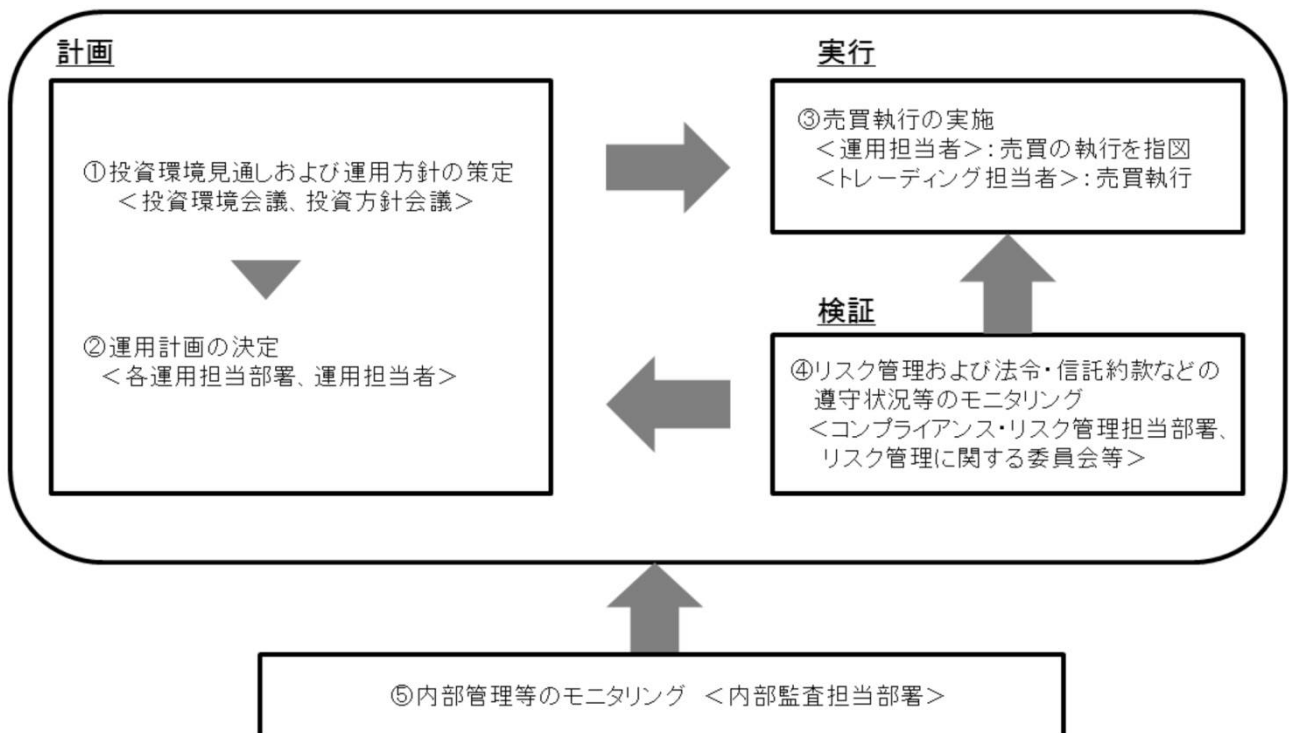 計画
①投資環境見通しおよび運用方針の策定
＜投資環境会議、投資方針会議＞
②運用計画の決定
＜各運用担当部署、運用担当者＞
実行
③売買執行の実施
＜運用担当者＞：売買の執行を指図
＜トレーディング担当者＞：売買執行
検証
④リスク管理および法令・信託約款などの
遵守状況等のモニタリング
＜コンプライアンス・リスク管理担当部署、
リスク管理に関する委員会等＞
⑤内部管理等のモニタリング ＜内部監査担当部署＞